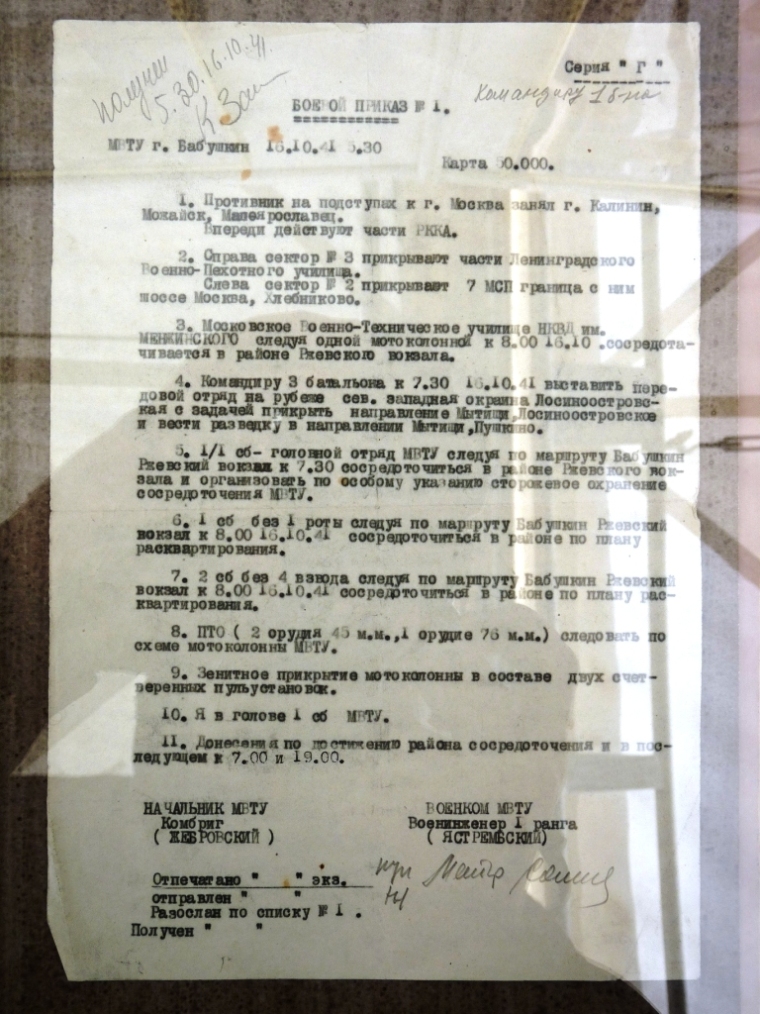 получен
5.30.16.10.41.
Серия " Г "
Командиру 1 б-на
БОЕВОЙ ПРИКАЗ № I.
МВТУ г. Бабушкин 16.10.41 5.30
Карта 50.000.
1. Противник на подступах к г. Москва занял г. Калинин,
Можайск, Малоярославец.
Впереди действуют части РККА.
2. Справа сектор № 3 прикрывают части Ленинградского
Военно-Пехотного училища.
Слева сектор № 2 прикрывает 7 МСП граница с ним
шоссе Москва, Хлебниково.
3. Московское Военно-Техническое училище НКВД им.
МЕНЖИНСКОГО следуя одной мотоколонной к 8.00 16.10 .сосредота-
чивается в районе Ржевского вокзала.
4. Командиру 3 батальона к 7.30 16.10.41 выставить пере-
довой отряд на рубеже сев. западная окраина Лосиноостровс-
кая с задачей прикрыть направление Мытищи,Лосиноостровское
и вести разведку в направлении Мытищи,Пушкино.
5. I/I сб- головной отряд МВТУ следуя по маршруту Бабушкин
Ржевский вокзал к 7.30 сосредоточиться в районе Ржевского вок-
зала и организовать по особому указанию сторожевое охранение
сосредоточения МВТУ.
6. I сб без I роты следуя по маршруту Бабушкин Ржевский
вокзал к 8.00 16.10.41 сосредоточиться в районе по плану
расквартирования.
7. 2 сб без 4 взвода следуя по маршруту Бабушкин Ржевский
вокзал к 8.00 16.10.41 сосредоточиться в районе по плану рас-
квартирования.
8. ПТО ( 2 орудия 45 м.м.,I орудие 76 м.м.) следовать по
схеме мотоколонны МВТУ.
9. Зенитное прикрытие мотоколонны в составе двух счет-
веренных пульустановок.
10. Я в голове I сб МВТУ.
11. Донесения по достижению района сосредоточения и в пос-
ледующем к 7.00 и 19.00.
НАЧАЛЬНИК МВТУ
Комбриг
( ЖЕБРОВСКИЙ )
ВОЕНКОМ МВТУ
Военинженер I ранга
( ЯСТРЕМБСКИЙ)
Отпечатано " " экз.
отправлен " "
Разослан по списку № I .
Получен " "